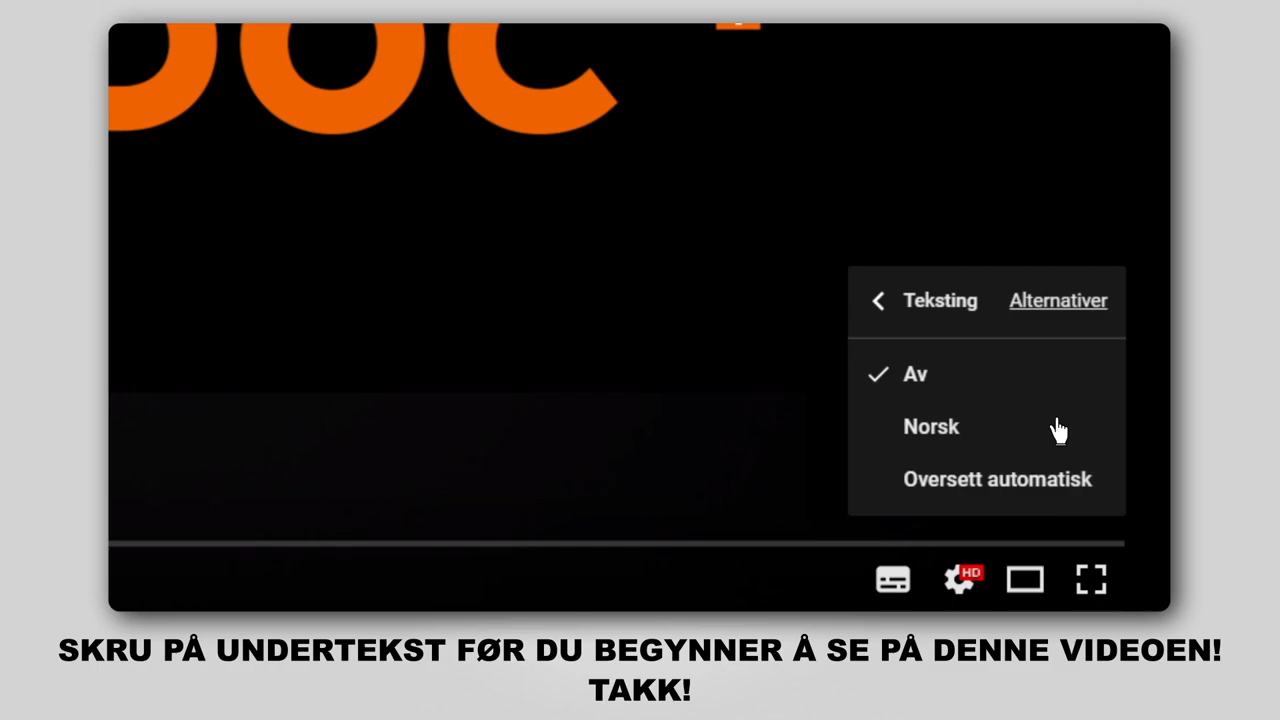 Teksting Alternativer
Av
Norsk
Oversett automatisk
HD
SKRU PÅ UNDERTEKST FØR DU BEGYNNER Å SE PÅ DENNE VIDEOEN!
TAKK!